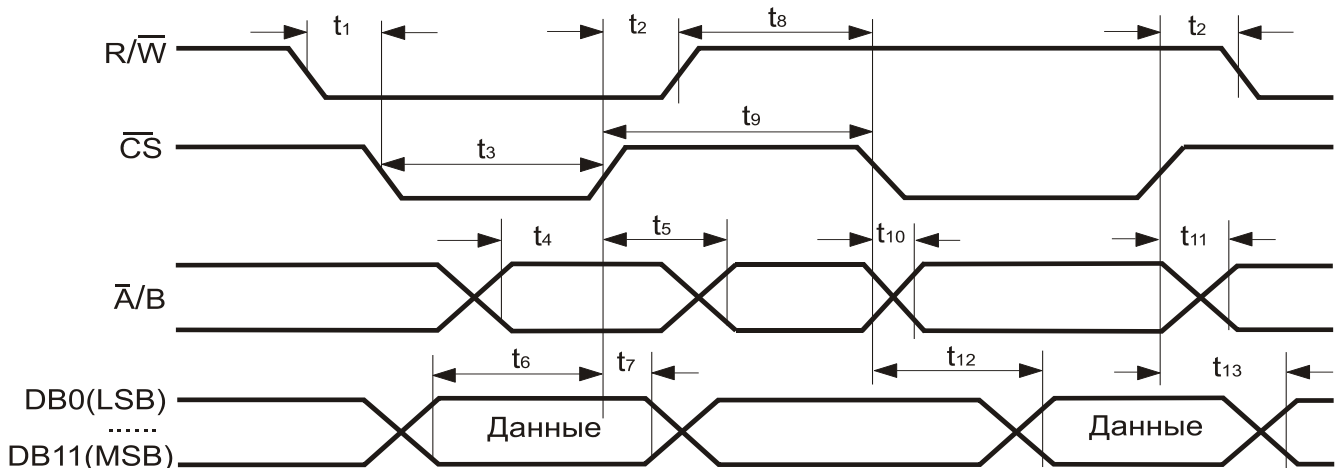 t1 t2 t8 t2
R/W̅
t9
C̅S̅
t3
t4 t5 t10 t11
A̅/B
t6 t7 t12 t13
DB0(LSB)
Данные Данные
......
DB11(MSB)